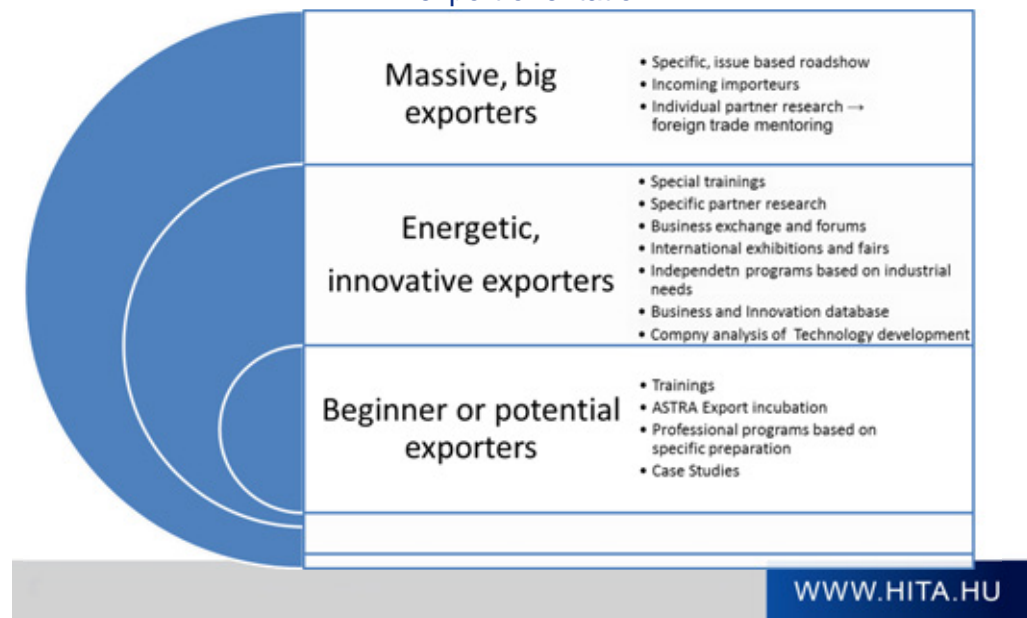 Massive, big
exporters
• Specific, issue based roadshow
• Incoming importeurs
• Individual partner research →
foreign trade mentoring
Energetic,
innovative exporters
• Special trainings
• Specific partner research
• Business exchange and forums
• International exhibitions and fairs
• Independetn programs based on industrial
needs
• Business and Innovation database
• Compny analysis of Technology development
Beginner or potential
exporters
• Trainings
• ASTRA Export incubation
• Professional programs based on
specific preparation
• Case Studies
WWW.HITA.HU